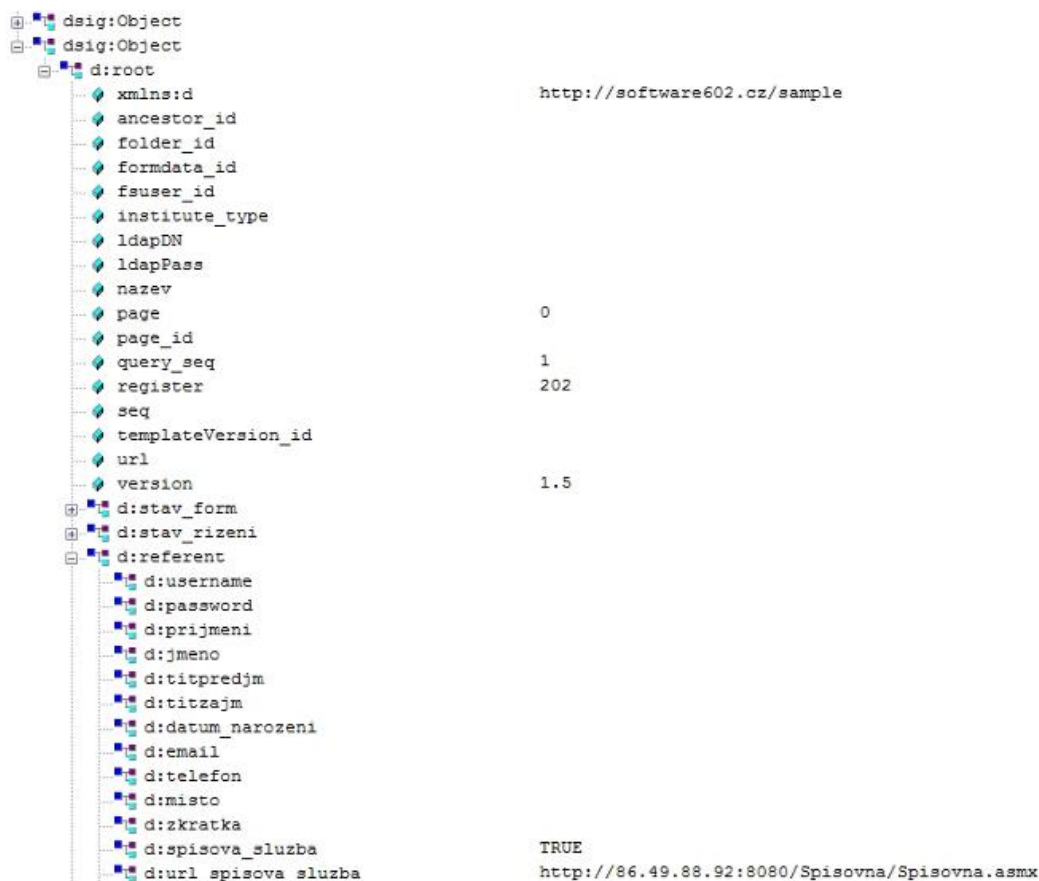 dsig:Object
dsig:Object
d:root
xmlns:d http://software602.cz/sample
ancestor_id
folder_id
formdata_id
fsuser_id
institute_type
ldapDN
ldapPass
nazev
page 0
page_id
query_seq 1
register 202
seq
templateVersion_id
url
version 1.5
d:stav_form
d:stav_rizeni
d:referent
d:username
d:password
d:prijmeni
d:jmeno
d:titpredjm
d:titzajm
d:datum_narozeni
d:email
d:telefon
d:misto
d:zkratka
d:spisova_sluzba TRUE
d:url_spisova_sluzba http://86.49.88.92:8080/Spisovna/Spisovna.asmx